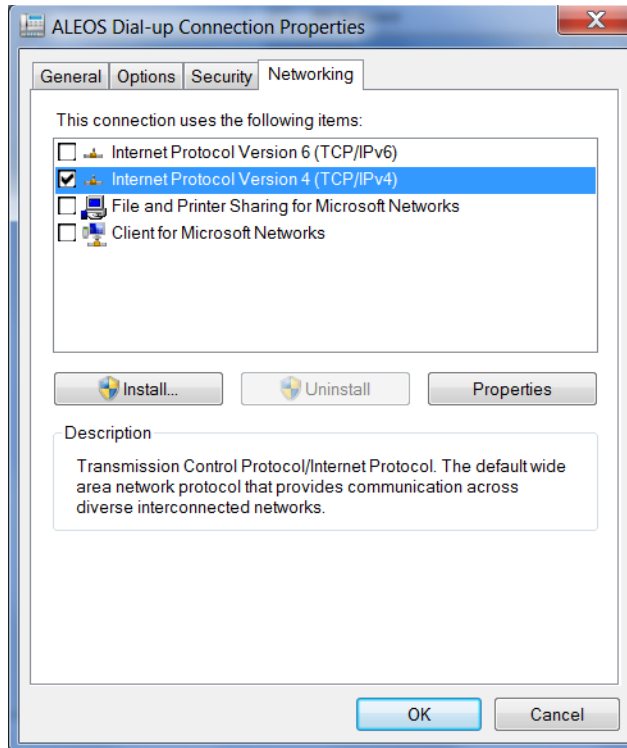 ALEOS Dial-up Connection Properties
General Options Security Networking
This connection uses the following items:
Internet Protocol Version 6 (TCP/IPv6)
Internet Protocol Version 4 (TCP/IPv4)
File and Printer Sharing for Microsoft Networks
Client for Microsoft Networks
Install... Uninstall Properties
Description
Transmission Control Protocol/Internet Protocol. The default wide
area network protocol that provides communication across
diverse interconnected networks.
OK Cancel